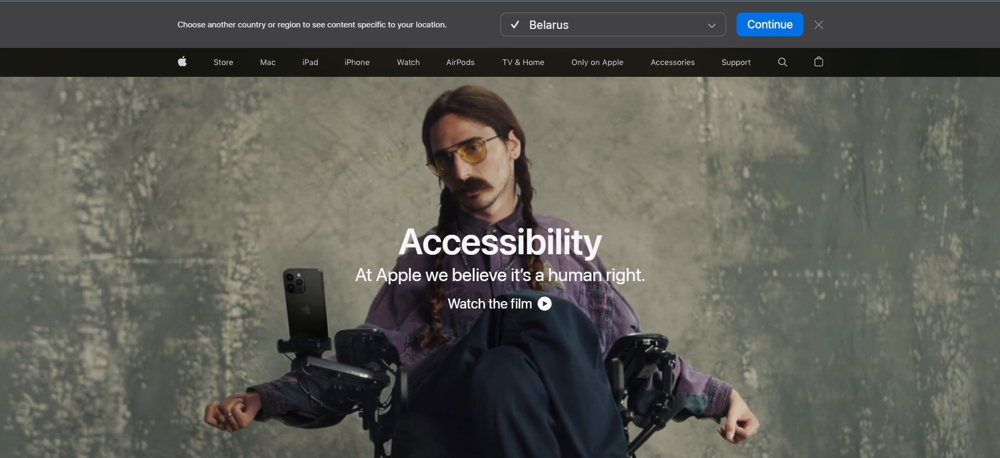 Choose another country or region to see content specific to your location.
Belarus
Continue
Store
Mac
iPad
iPhone
Watch
AirPods
TV & Home
Only on Apple
Accessories
Support
Accessibility
At Apple we believe it’s a human right.
Watch the film